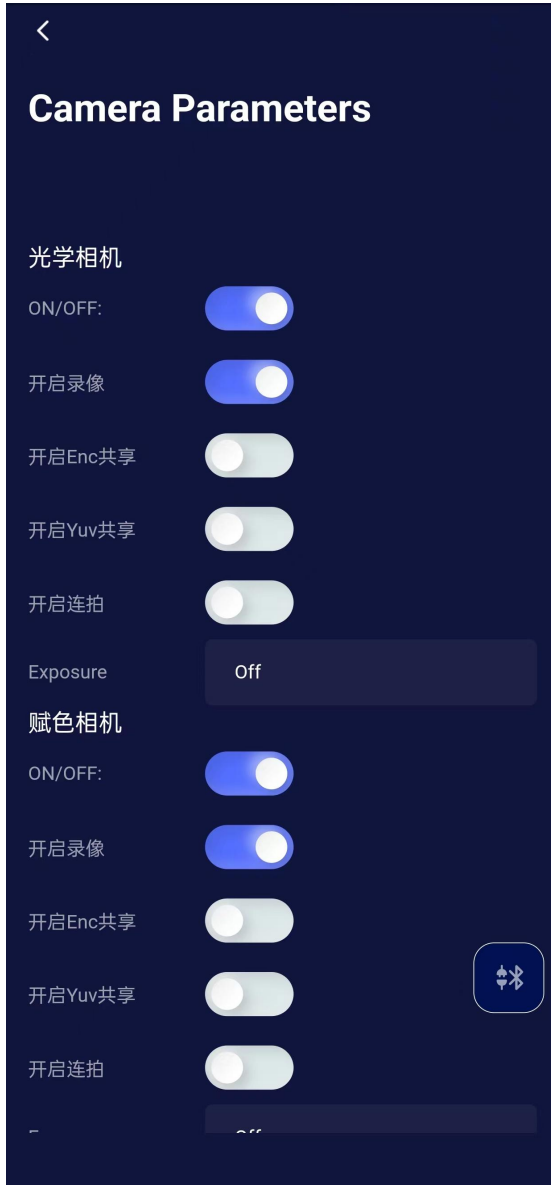 Camera Parameters
光学相机
ON/OFF:
开启录像
开启Enc共享
开启Yuv共享
开启连拍
Exposure Off
赋色相机
ON/OFF:
开启录像
开启Enc共享
开启Yuv共享
开启连拍